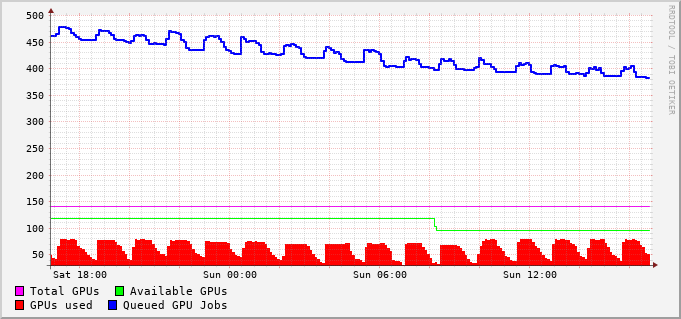 500
450
400
350
300
250
200
150
100
50
Sat 18:00 Sun 00:00 Sun 06:00 Sun 12:00
Total GPUs Available GPUs
GPUs used Queued GPU Jobs
RRDTOOL / TOBI OETIKER